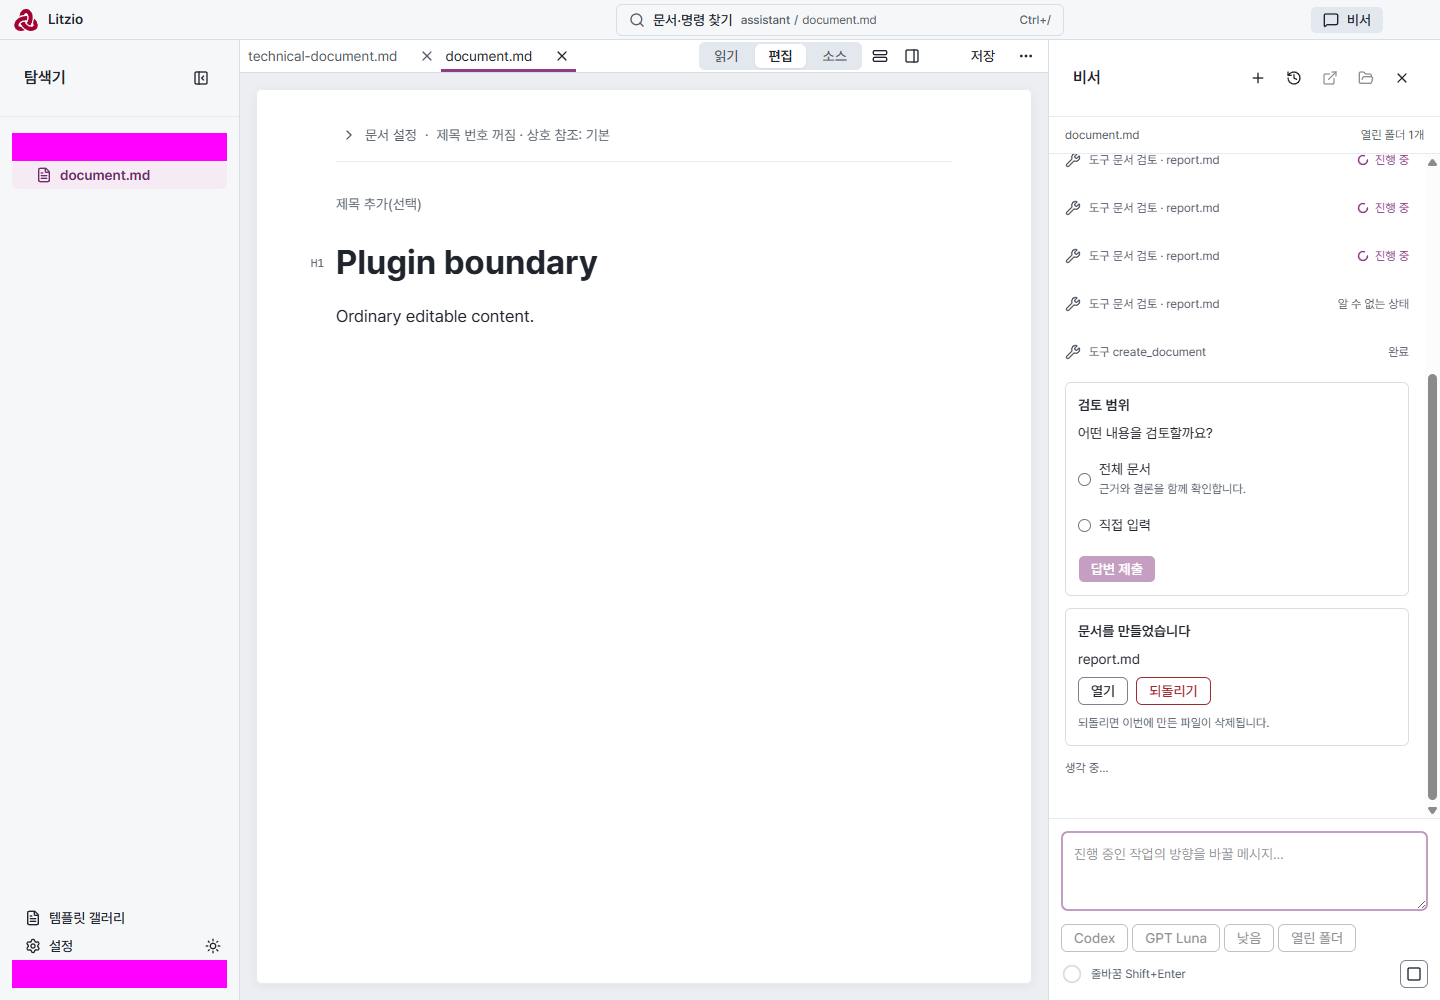 Litzio
문서·명령 찾기 assistant / document.md Ctrl+/
비서
탐색기
technical-document.md
document.md
읽기 편집 소스
저장
document.md
문서 설정 · 제목 번호 꺼짐 · 상호 참조: 기본
제목 추가(선택)
H1 Plugin boundary
Ordinary editable content.
템플릿 갤러리
설정
비서
document.md 열린 폴더 1개
도구 문서 검토 · report.md 진행 중
도구 문서 검토 · report.md 진행 중
도구 문서 검토 · report.md 진행 중
도구 문서 검토 · report.md 알 수 없는 상태
도구 create_document 완료
검토 범위
어떤 내용을 검토할까요?
전체 문서
근거와 결론을 함께 확인합니다.
직접 입력
답변 제출
문서를 만들었습니다
report.md
열기 되돌리기
되돌리면 이번에 만든 파일이 삭제됩니다.
생각 중...
진행 중인 작업의 방향을 바꿀 메시지...
Codex GPT Luna 낮음 열린 폴더
줄바꿈 Shift+Enter